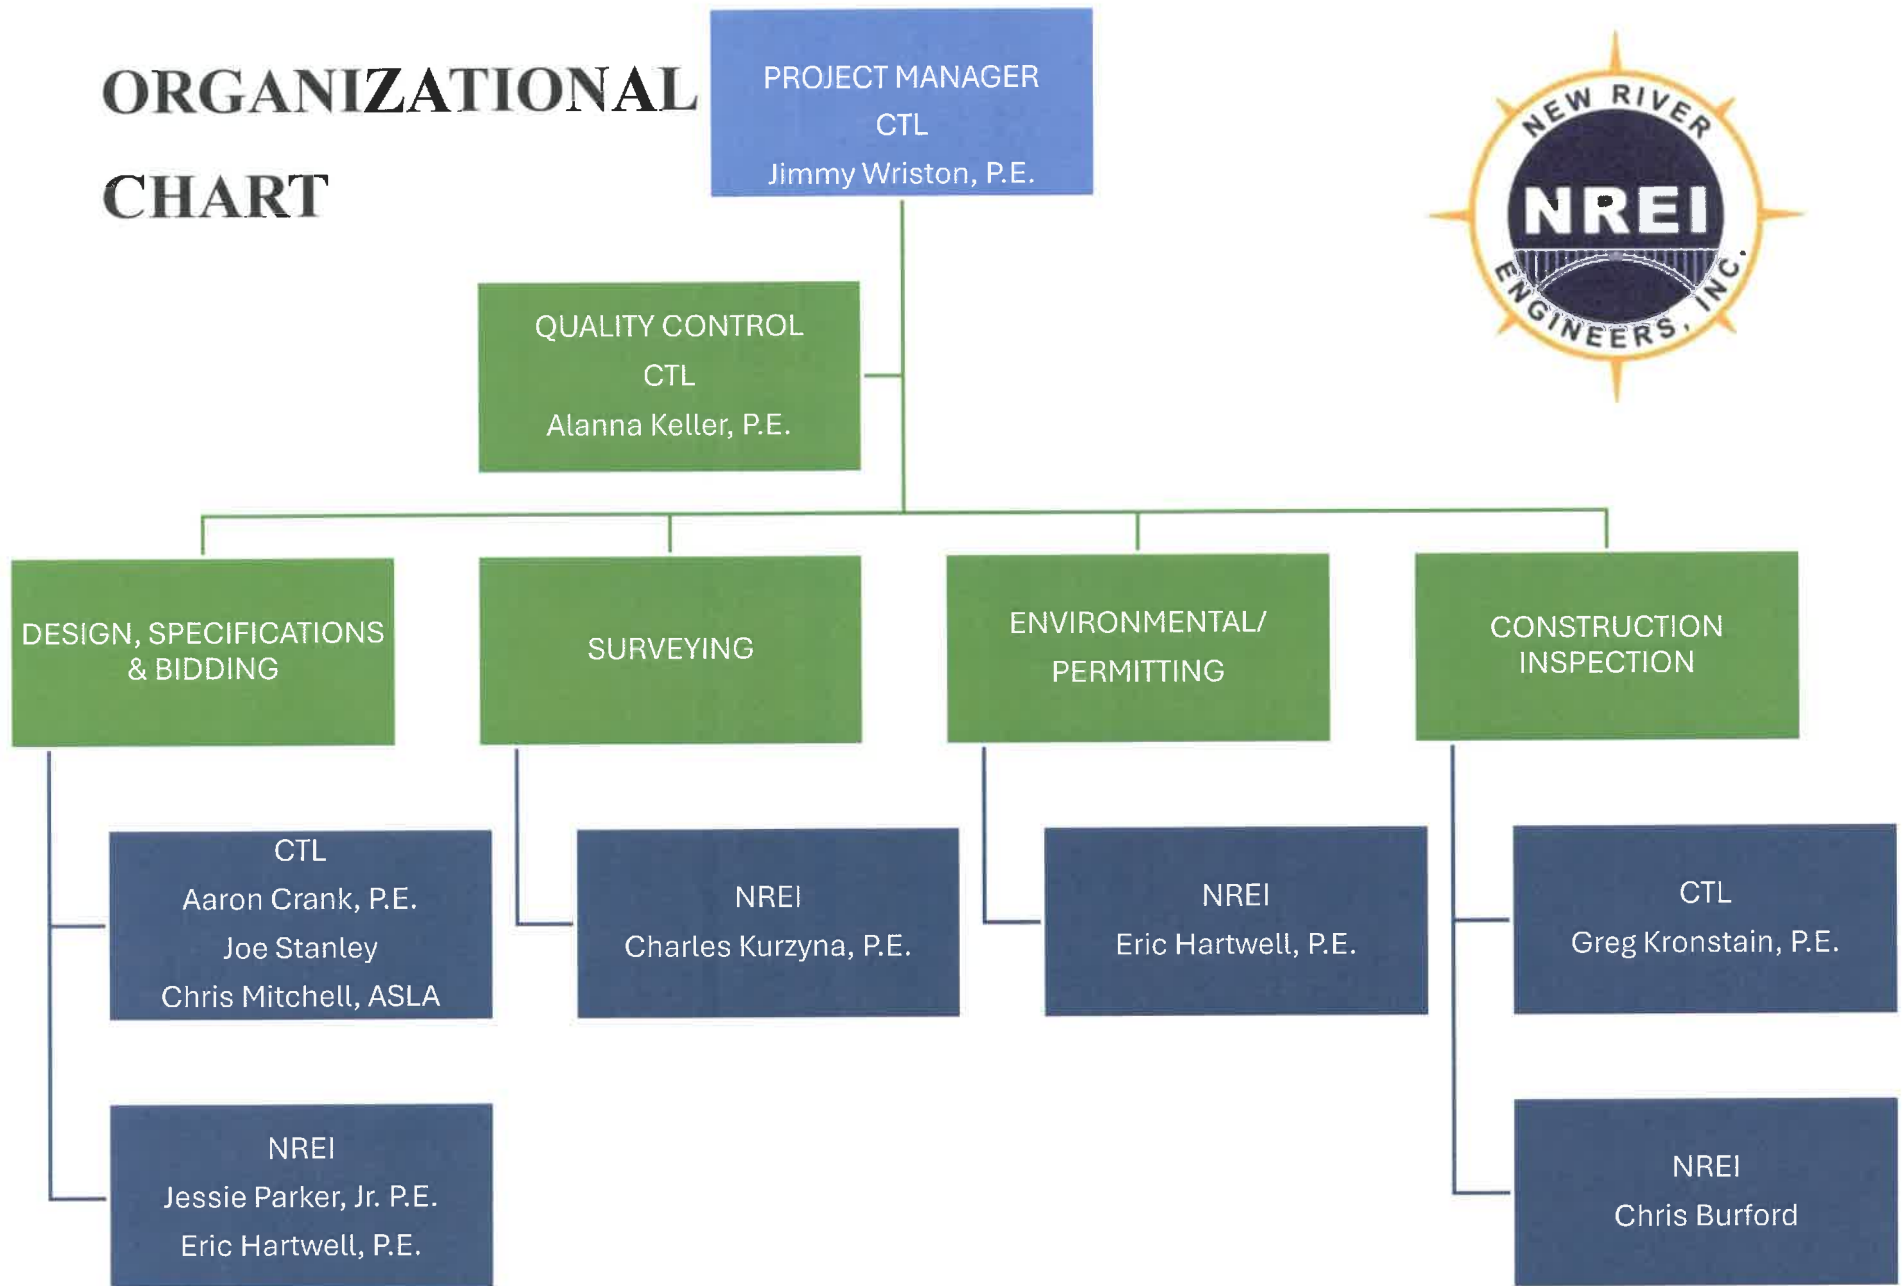 ORGANIZATIONAL
CHART
PROJECT MANAGER
CTL
Jimmy Wriston, P.E.
NEW RIVER
NREI
ENGINEERS, INC.
QUALITY CONTROL
CTL
Alanna Keller, P.E.
DESIGN, SPECIFICATIONS
& BIDDING
SURVEYING
ENVIRONMENTAL/
PERMITTING
CONSTRUCTION
INSPECTION
CTL
Aaron Crank, P.E.
Joe Stanley
Chris Mitchell, ASLA
NREI
Jessie Parker, Jr. P.E.
Eric Hartwell, P.E.
NREI
Charles Kurzyna, P.E.
NREI
Eric Hartwell, P.E.
CTL
Greg Kronstain, P.E.
NREI
Chris Burford